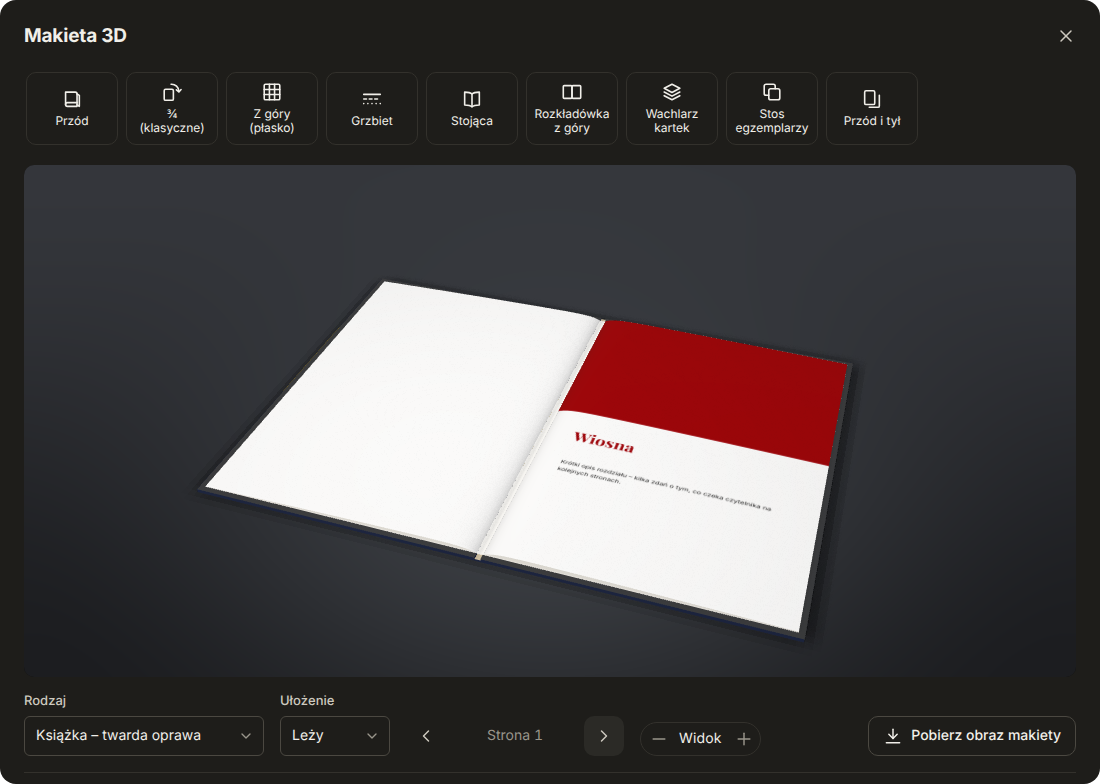 Makieta 3D
Przód
¾
(klasyczne)
Z góry
(płasko)
Grzbiet
Stojąca
Rozkładówka
z góry
Wachlarz
kartek
Stos
egzemplarzy
Przód i tył
Wiosna
Krótki opis rozdziału – kilka zdań o tym, co czeka czytelnika na
kolejnych stronach.
Rodzaj
Ułożenie
Książka – twarda oprawa
Leży
Strona 1
Widok
Pobierz obraz makiety